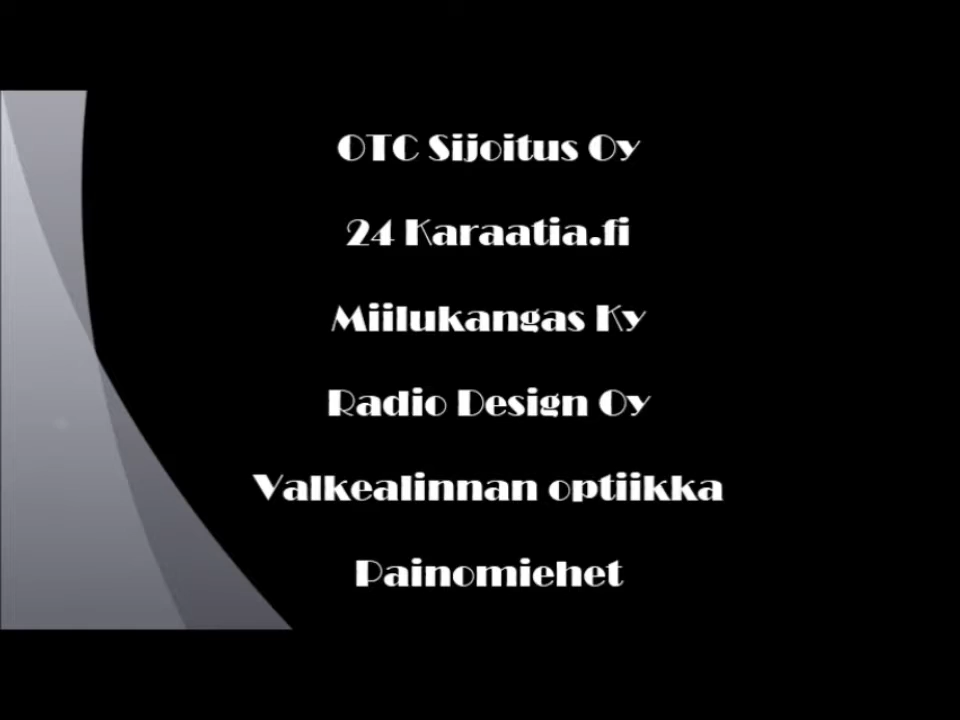 OTC Sijoitus Oy
24 Karaatia.fi
Miilukangas Ky
Radio Design Oy
Valkealinnan optiikka
Painomiehet